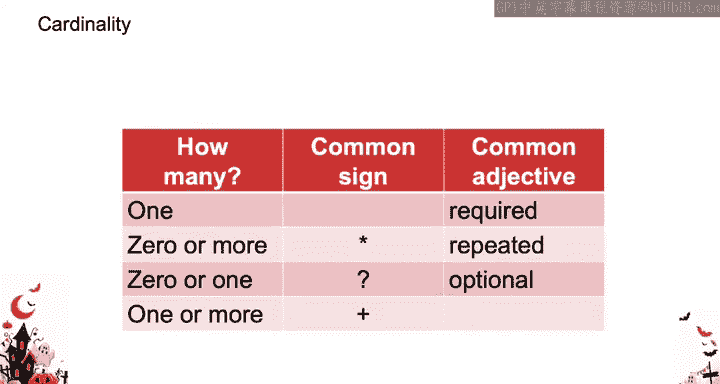 Cardinality
How many?
Common sign
Common adjective
One
required
Zero or more
*
repeated
Zero or one
?
optional
One or more
+